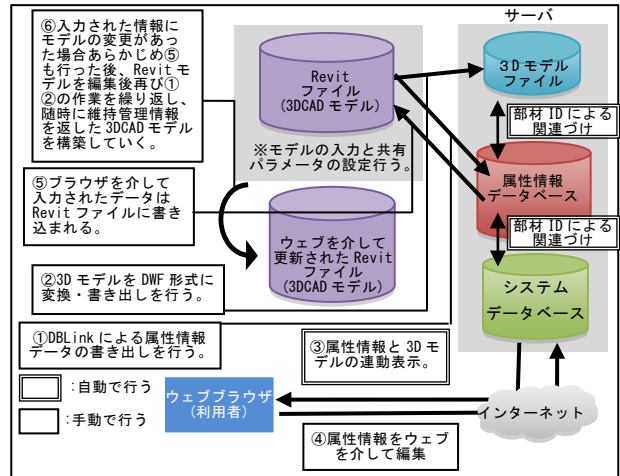 ⑥入力された情報に
モデルの変更があっ
た場合あらかじめ⑤
も行った後、Revit モ
デルを編集後再び①
②の作業を繰り返し、
随時に維持管理情報
を返した 3DCAD モデル
を構築していく。
Revit
ファイル
(3DCAD モデル)
※モデルの入力と共有
パラメータの設定行う。
サーバ
3D モデル
ファイル
部材 ID による
関連づけ
属性情報
データベース
部材 ID による
関連づけ
システム
データベース
⑤ブラウザを介して
入力されたデータは
Revit ファイルに書き
込まれる。
ウェブを介して
更新された Revit
ファイル
(3DCAD モデル)
②3D モデルを DWF 形式に
変換・書き出しを行う。
①DBLink による属性情報
データの書き出しを行う。
③属性情報と 3D モ
デルの連動表示。
:自動で行う
:手動で行う
ウェブブラウザ
(利用者)
インターネット
④属性情報をウェブ
を介して編集